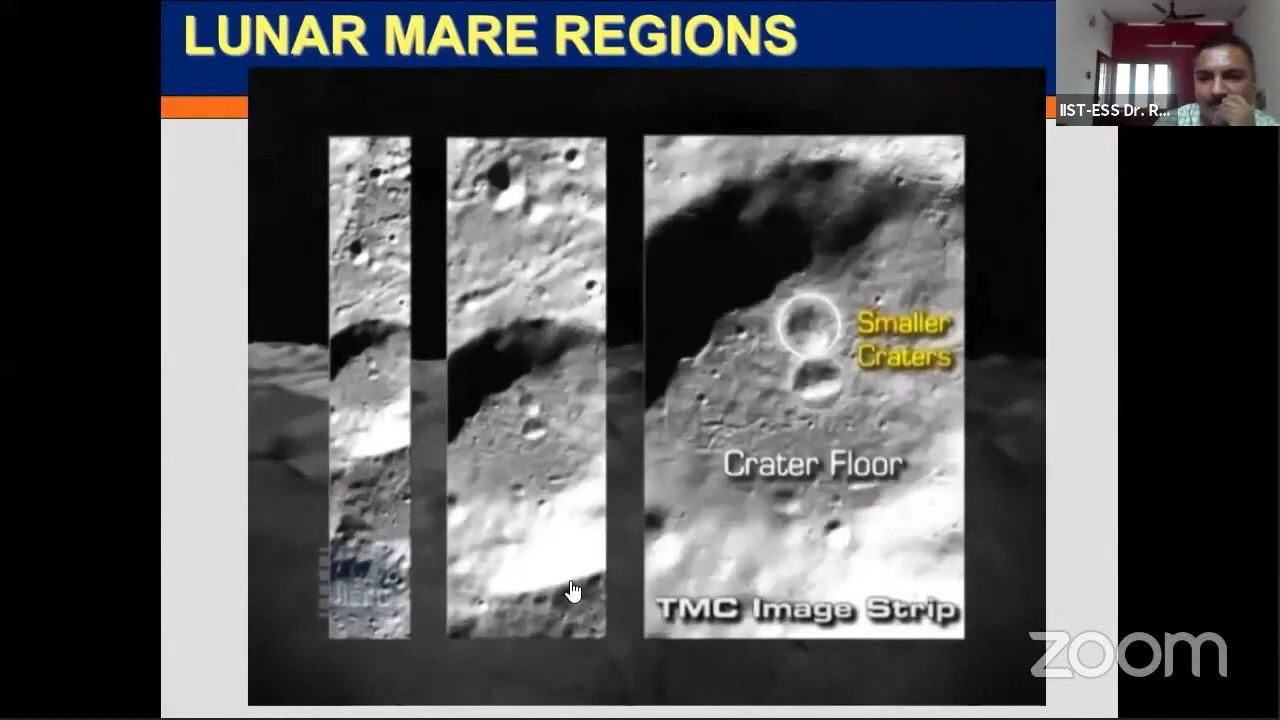 LUNAR MARE REGIONS
IIST-ESS Dr. R...
Smaller
Craters
Crater Floor
TMC Image Strip
zoom